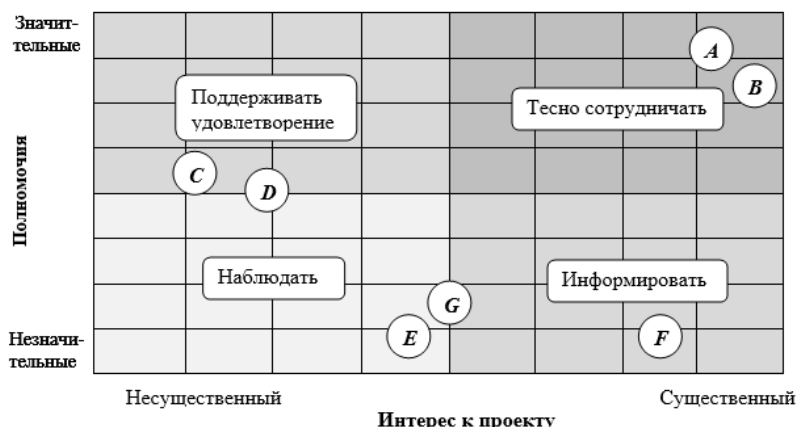 Значит-
тельные
A
B
Поддерживать
удовлетворение
Тесно сотрудничать
Полномочия
C
D
Наблюдать
Информировать
G
E
F
Незначи-
тельные
Несущественный
Существенный
Интерес к проекту